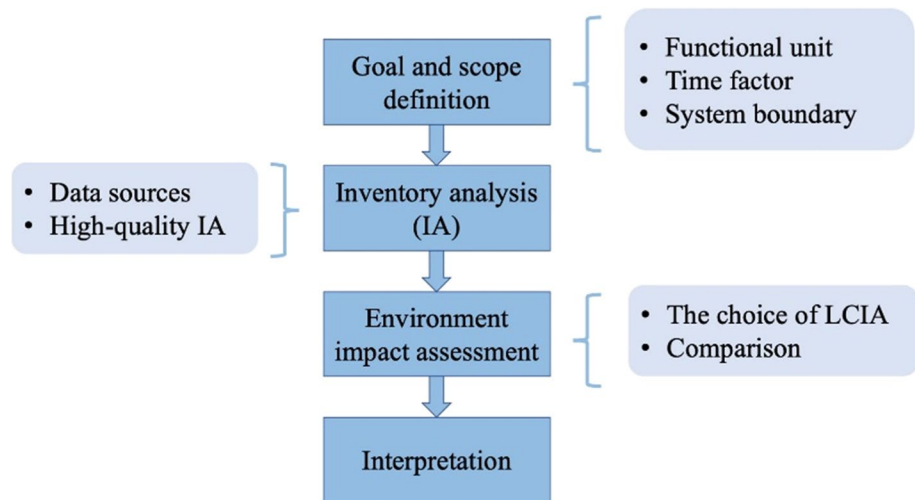 Goal and scope
definition
• Functional unit
• Time factor
• System boundary
• Data sources
• High-quality IA
Inventory analysis
(IA)
Environment
impact assessment
• The choice of LCIA
• Comparison
Interpretation